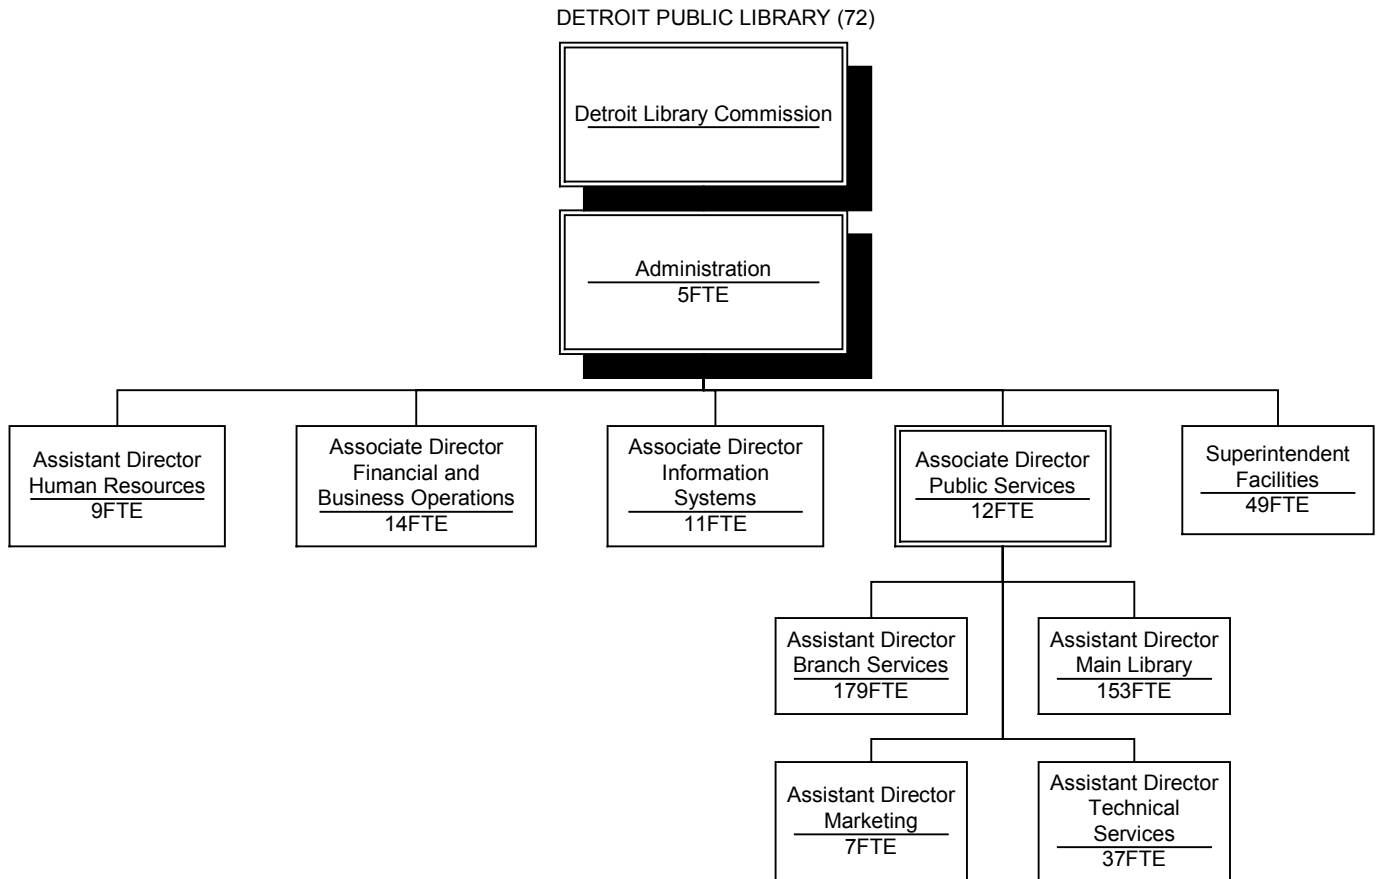 DETROIT PUBLIC LIBRARY (72)
Detroit Library Commission
Administration
5FTE
Assistant Director
Human Resources
9FTE
Associate Director
Financial and
Business Operations
14FTE
Associate Director
Information
Systems
11FTE
Associate Director
Public Services
12FTE
Superintendent
Facilities
49FTE
Assistant Director
Branch Services
179FTE
Assistant Director
Main Library
153FTE
Assistant Director
Marketing
7FTE
Assistant Director
Technical
Services
37FTE